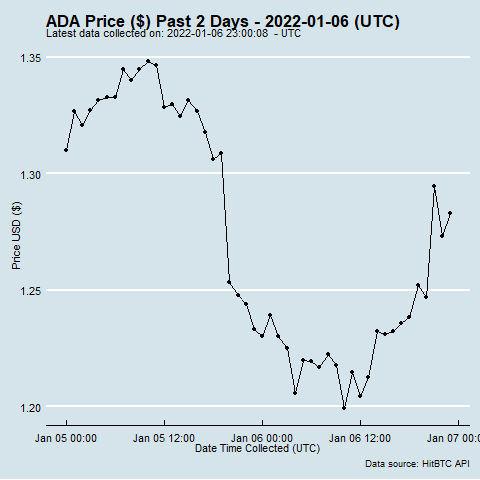 ADA Price ($) Past 2 Days - 2022-01-06 (UTC)
Latest data collected on: 2022-01-06 23:00:08 - UTC
1.35
1.30
1.25
1.20
Price USD ($)
Jan 05 00:00 Jan 05 12:00 Jan 06 00:00 Jan 06 12:00 Jan 07 00:0
Date Time Collected (UTC)
Data source: HitBTC API